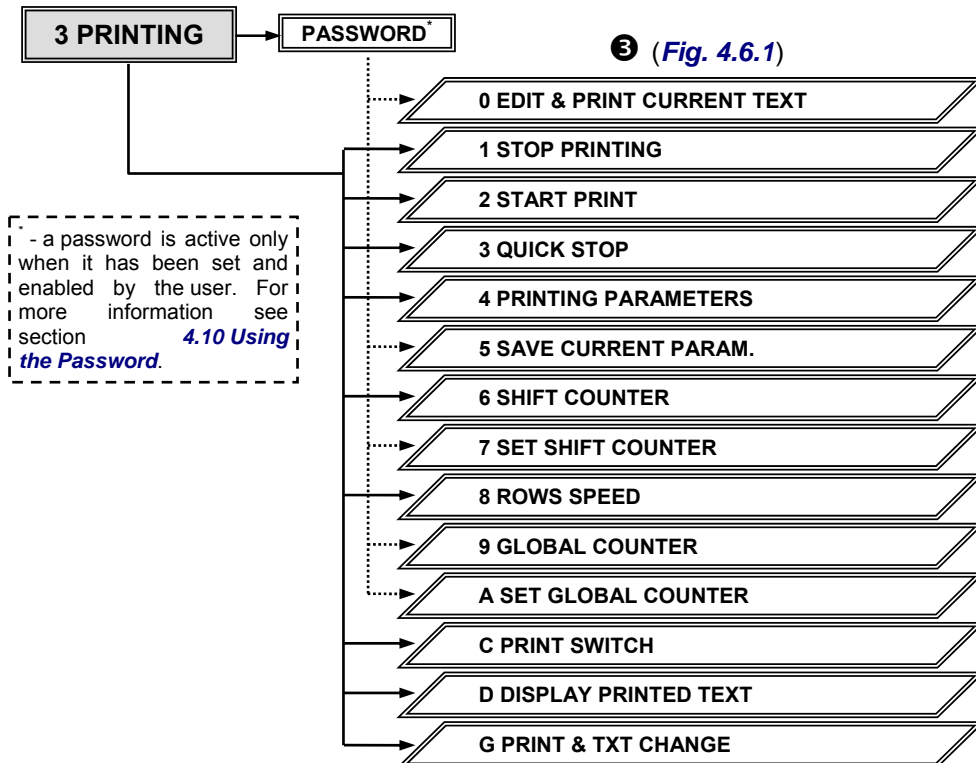 3 PRINTING
PASSWORD*
❸ (Fig. 4.6.1)
0 EDIT & PRINT CURRENT TEXT
1 STOP PRINTING
2 START PRINT
3 QUICK STOP
4 PRINTING PARAMETERS
5 SAVE CURRENT PARAM.
6 SHIFT COUNTER
7 SET SHIFT COUNTER
8 ROWS SPEED
9 GLOBAL COUNTER
A SET GLOBAL COUNTER
C PRINT SWITCH
D DISPLAY PRINTED TEXT
G PRINT & TXT CHANGE
* - a password is active only
when it has been set and
enabled by the user. For
more information see
section 4.10 Using
the Password.